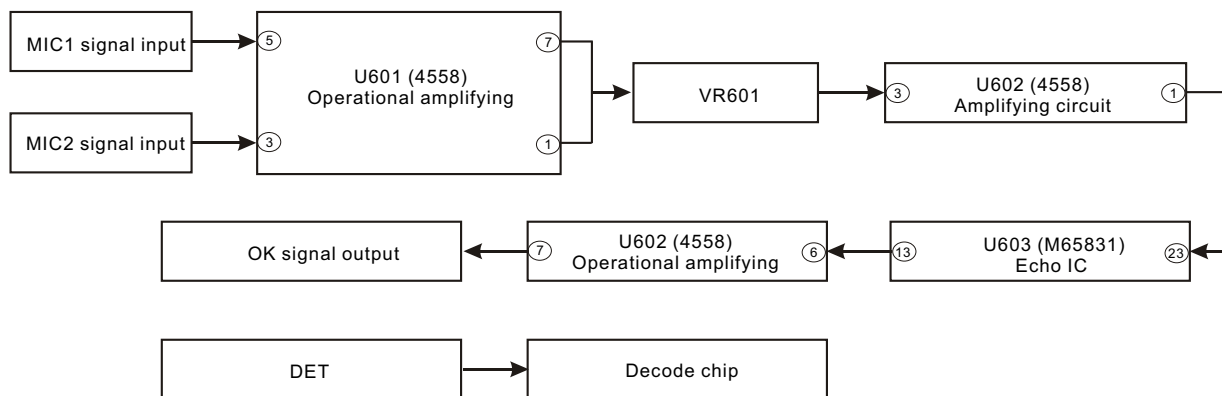 MIC1 signal input
5
7
U601 (4558)
Operational amplifying
MIC2 signal input
3
1
VR601
3
U602 (4558)
Amplifying circuit
1
OK signal output
7
U602 (4558)
Operational amplifying
6
13
U603 (M65831)
Echo IC
23
DET
Decode chip